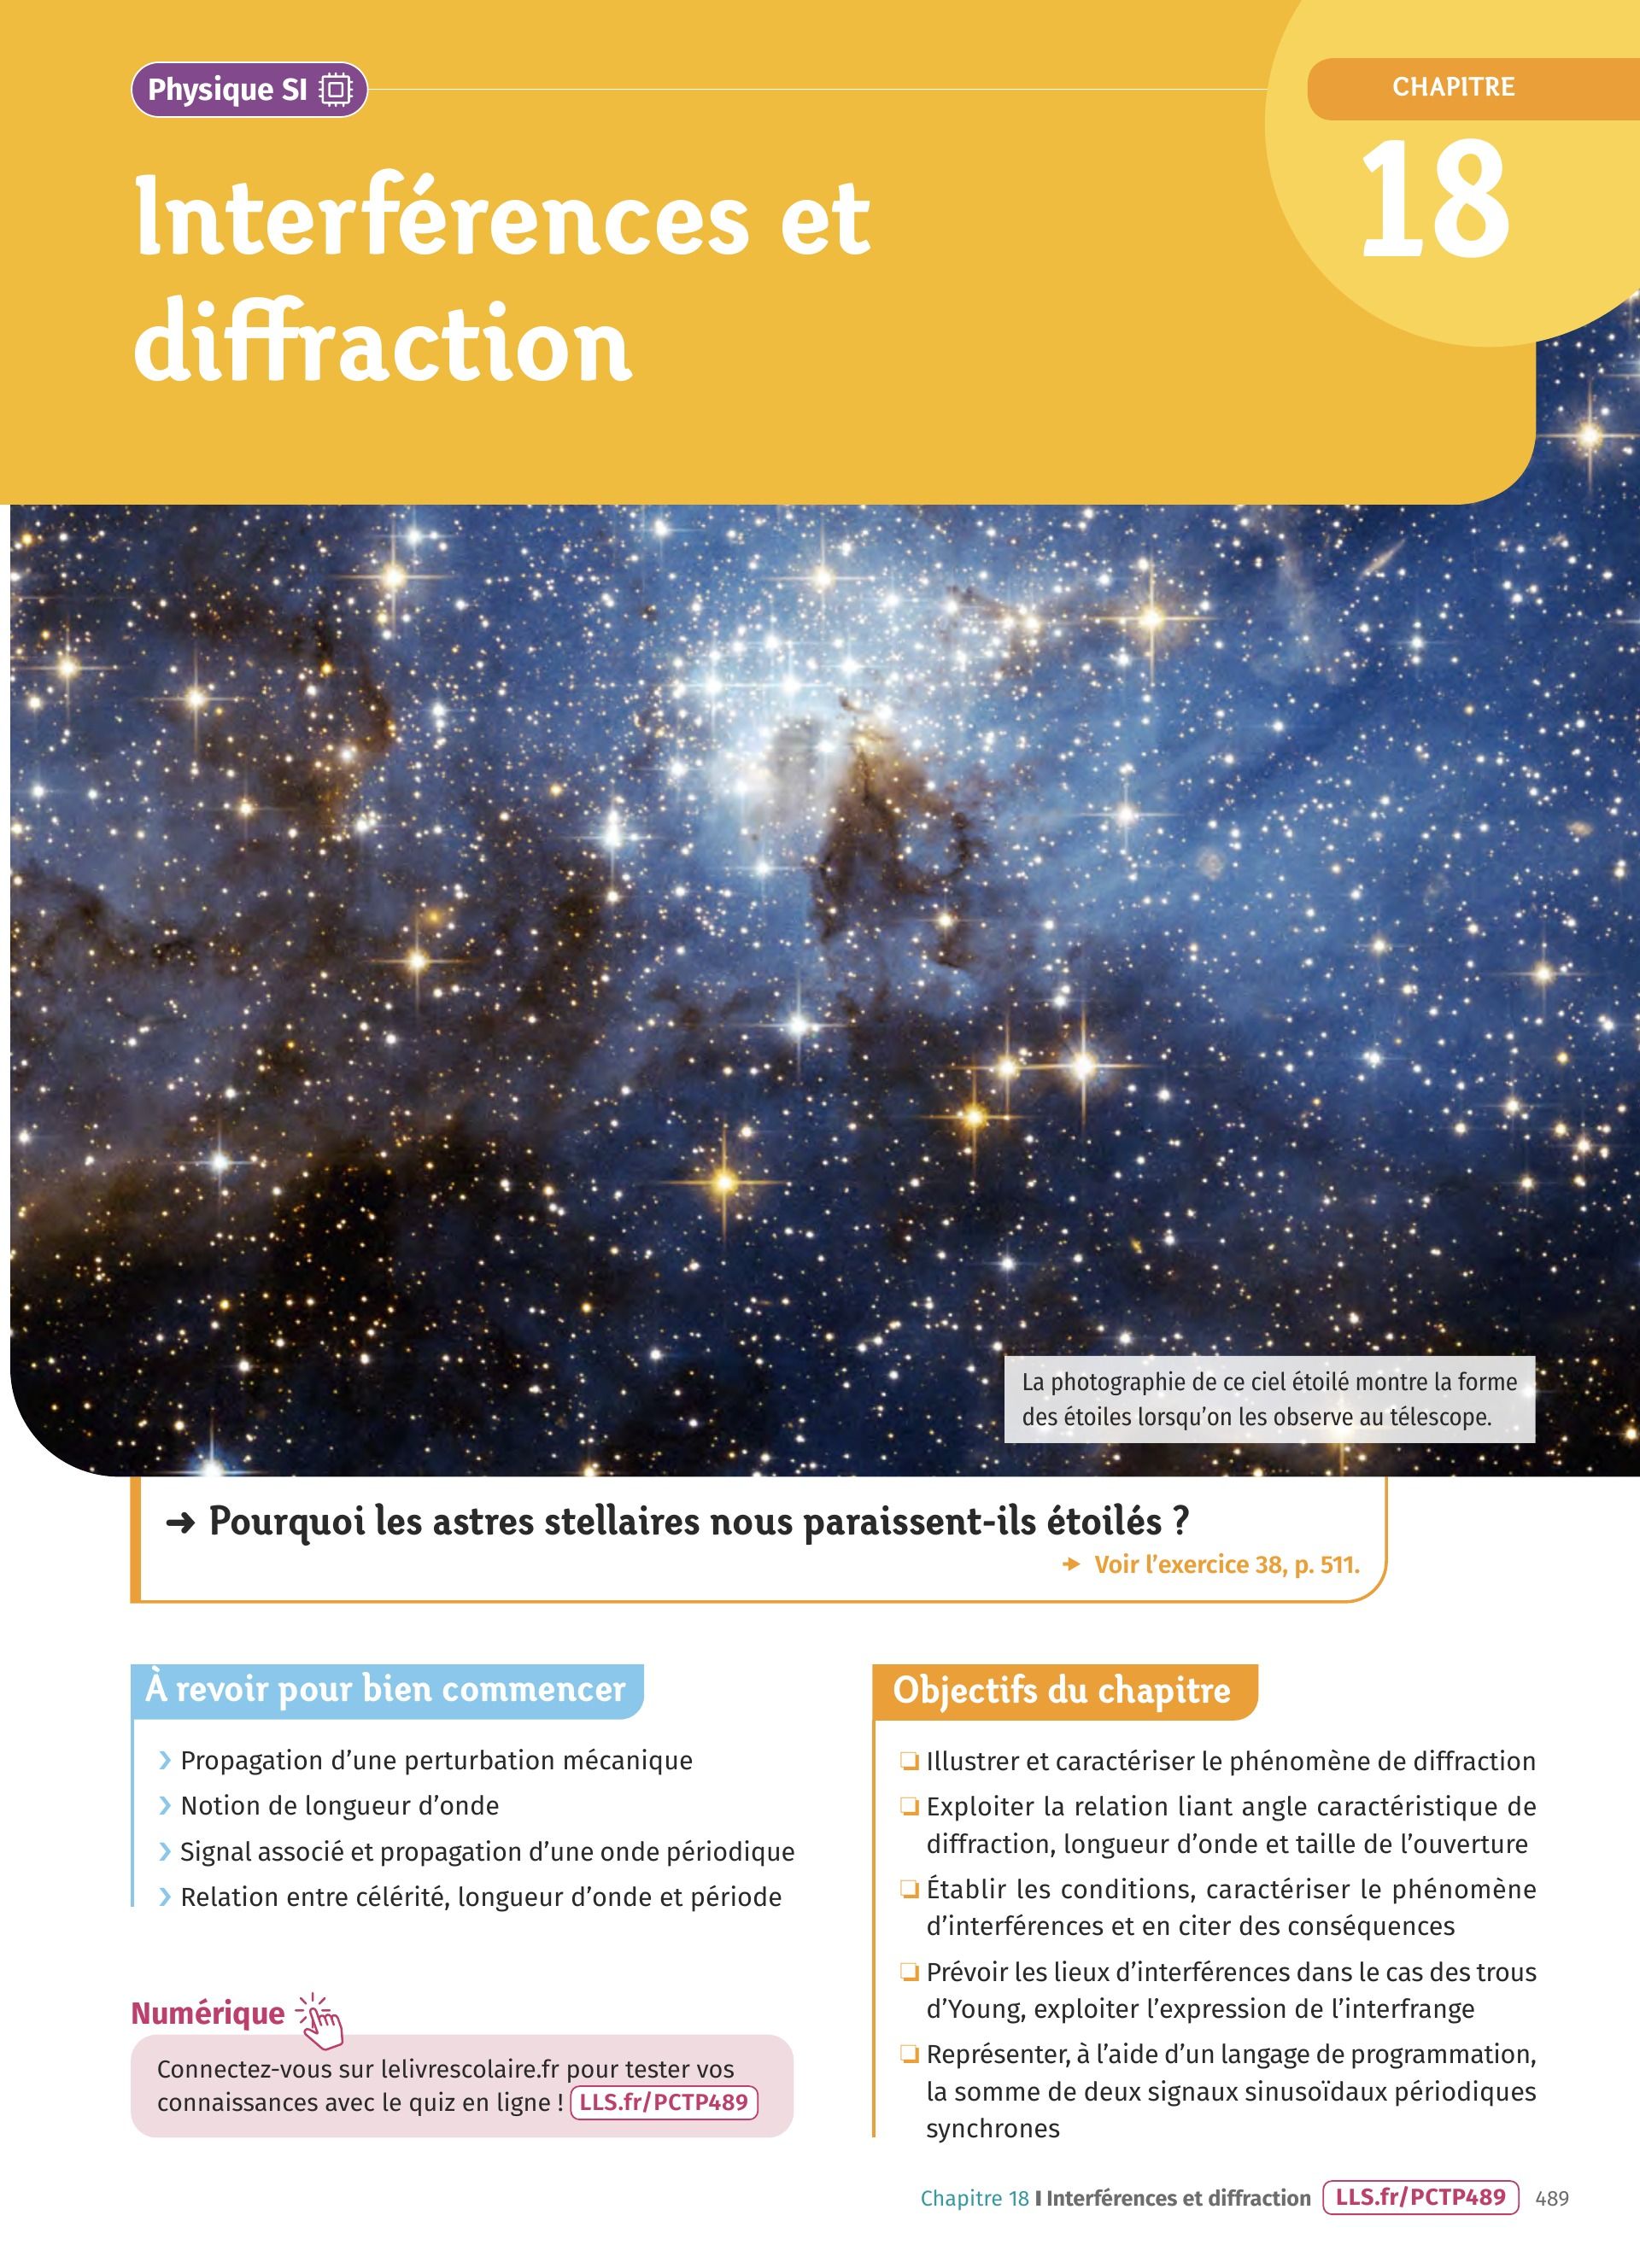 Physique SI
CHAPITRE
18
Interférences et
diffraction
La photographie de ce ciel étoilé montre la forme
des étoiles lorsqu'on les observe au télescope.
➜ Pourquoi les astres stellaires nous paraissent-ils étoilés ?
➜ Voir l'exercice 38, p. 511.
À revoir pour bien commencer
› Propagation d'une perturbation mécanique
› Notion de longueur d'onde
› Signal associé et propagation d'une onde périodique
› Relation entre célérité, longueur d'onde et période
Numérique
Connectez-vous sur lelivrescolaire.fr pour tester vos
connaissances avec le quiz en ligne ! LLS.fr/PCTP489
Objectifs du chapitre
❏ Illustrer et caractériser le phénomène de diffraction
❏ Exploiter la relation liant angle caractéristique de
diffraction, longueur d'onde et taille de l'ouverture
❏ Établir les conditions, caractériser le phénomène
d'interférences et en citer des conséquences
❏ Prévoir les lieux d'interférences dans le cas des trous
d'Young, exploiter l'expression de l'interfrange
❏ Représenter, à l'aide d'un langage de programmation,
la somme de deux signaux sinusoïdaux périodiques
synchrones
Chapitre 18 I Interférences et diffraction LLS.fr/PCTP489 489